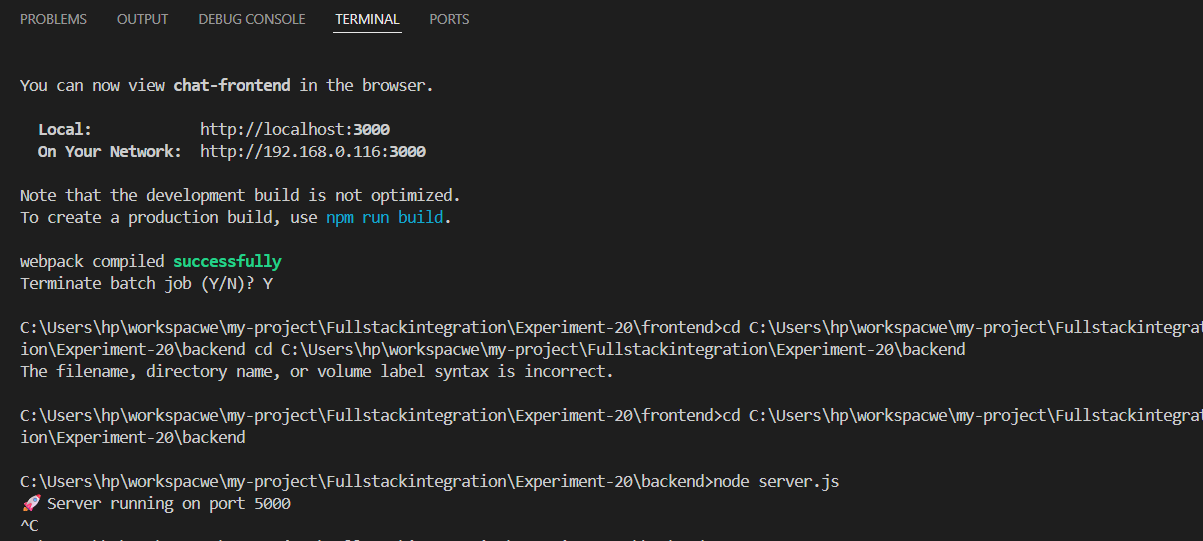 PROBLEMS OUTPUT DEBUG CONSOLE TERMINAL PORTS
You can now view chat-frontend in the browser.
Local: http://localhost:3000
On Your Network: http://192.168.0.116:3000
Note that the development build is not optimized.
To create a production build, use npm run build.
webpack compiled successfully
Terminate batch job (Y/N)? Y
C:\Users\hp\workspacwe\my-project\Fullstackintegration\Experiment-20\frontend>cd C:\Users\hp\workspacwe\my-project\Fullstackintegrat
ion\Experiment-20\backend cd C:\Users\hp\workspacwe\my-project\Fullstackintegration\Experiment-20\backend
The filename, directory name, or volume label syntax is incorrect.
C:\Users\hp\workspacwe\my-project\Fullstackintegration\Experiment-20\frontend>cd C:\Users\hp\workspacwe\my-project\Fullstackintegrat
ion\Experiment-20\backend
C:\Users\hp\workspacwe\my-project\Fullstackintegration\Experiment-20\backend>node server.js
🚀 Server running on port 5000
^C